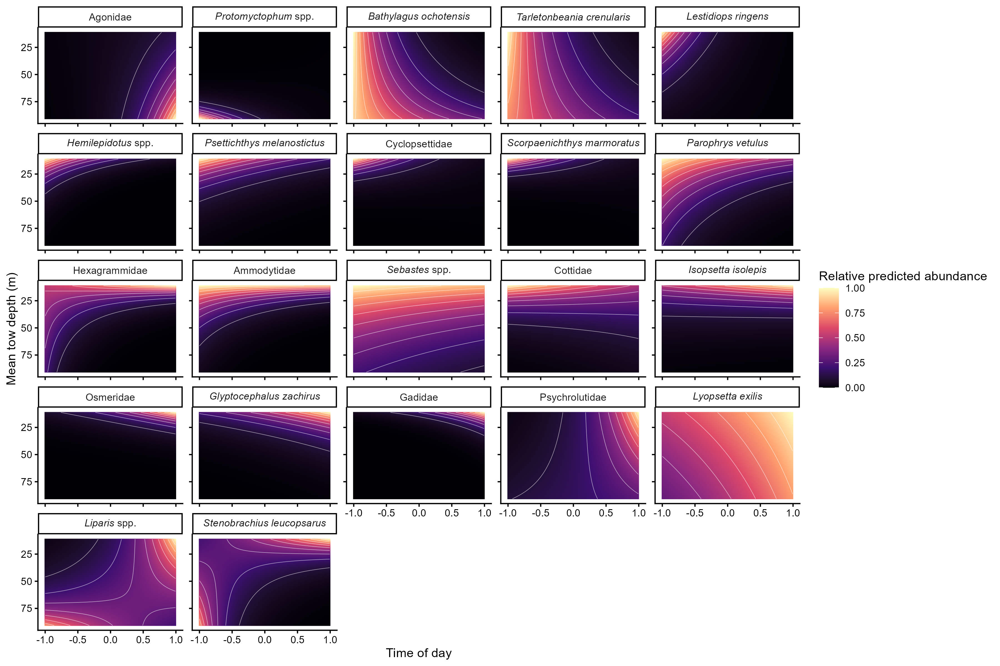 Agonidae
Protomyctophum spp.
Bathylagus ochotensis
Tarletonbeania crenularis
Lestidiops ringens
25
50
75
Hemilepidotus spp.
Psettichthys melanostictus
Cyclopsettidae
Scorpaenichthys marmoratus
Parophrys vetulus
25
50
75
Hexagrammidae
Ammodytidae
Sebastes spp.
Cottidae
Isopsetta isolepis
25
50
75
Osmeridae
Glyptocephalus zachirus
Gadidae
Psychrolutidae
Lyopsetta exilis
25
50
75
-1.0 -0.5 0.0 0.5 1.0
-1.0 -0.5 0.0 0.5 1.0
-1.0 -0.5 0.0 0.5 1.0
Liparis spp.
Stenobrachius leucopsarus
25
50
75
-1.0 -0.5 0.0 0.5 1.0
-1.0 -0.5 0.0 0.5 1.0
Time of day
Mean tow depth (m)
Relative predicted abundance
1.00
0.75
0.50
0.25
0.00